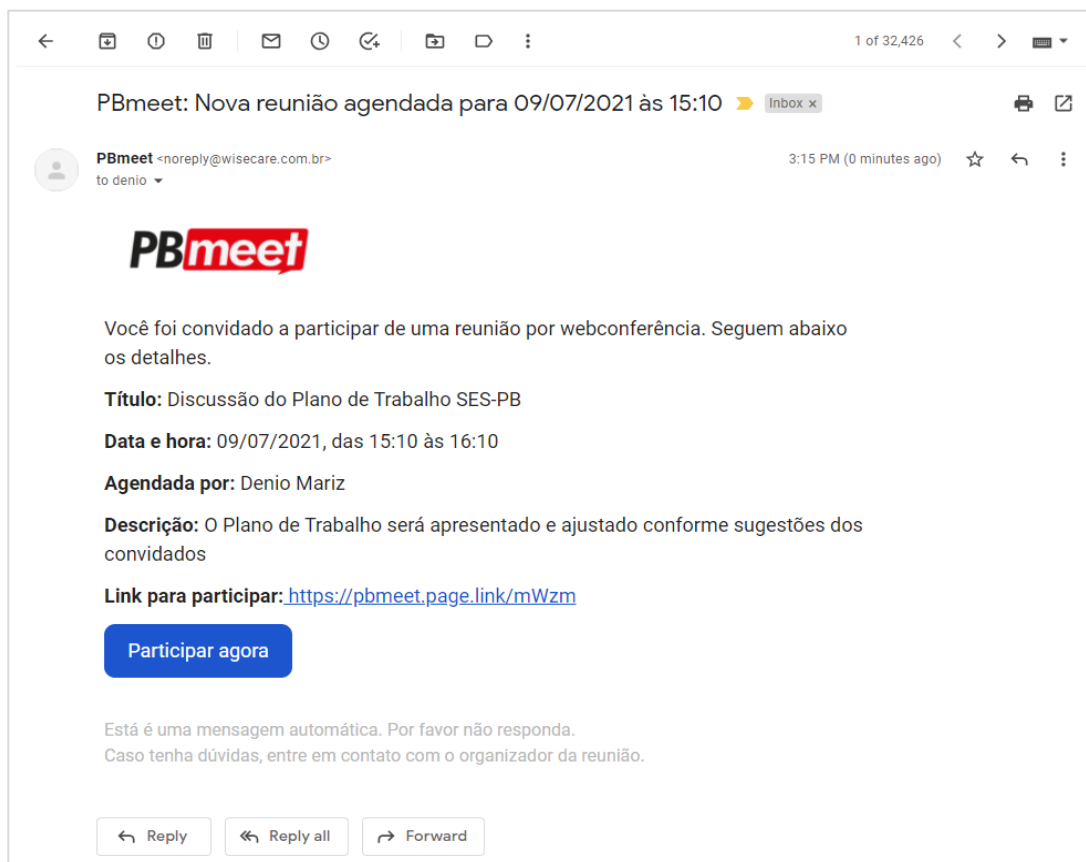 1 of 32,426
PBmeet: Nova reunião agendada para 09/07/2021 às 15:10 Inbox x
PBmeet <noreply@wisecare.com.br> 3:15 PM (0 minutes ago)
to denio
PBmeet
Você foi convidado a participar de uma reunião por webconferência. Seguem abaixo
os detalhes.
Título: Discussão do Plano de Trabalho SES-PB
Data e hora: 09/07/2021, das 15:10 às 16:10
Agendada por: Denio Mariz
Descrição: O Plano de Trabalho será apresentado e ajustado conforme sugestões dos
convidados
Link para participar: https://pbmeet.page.link/mWzm
Participar agora
Está é uma mensagem automática. Por favor não responda.
Caso tenha dúvidas, entre em contato com o organizador da reunião.
Reply Reply all Forward